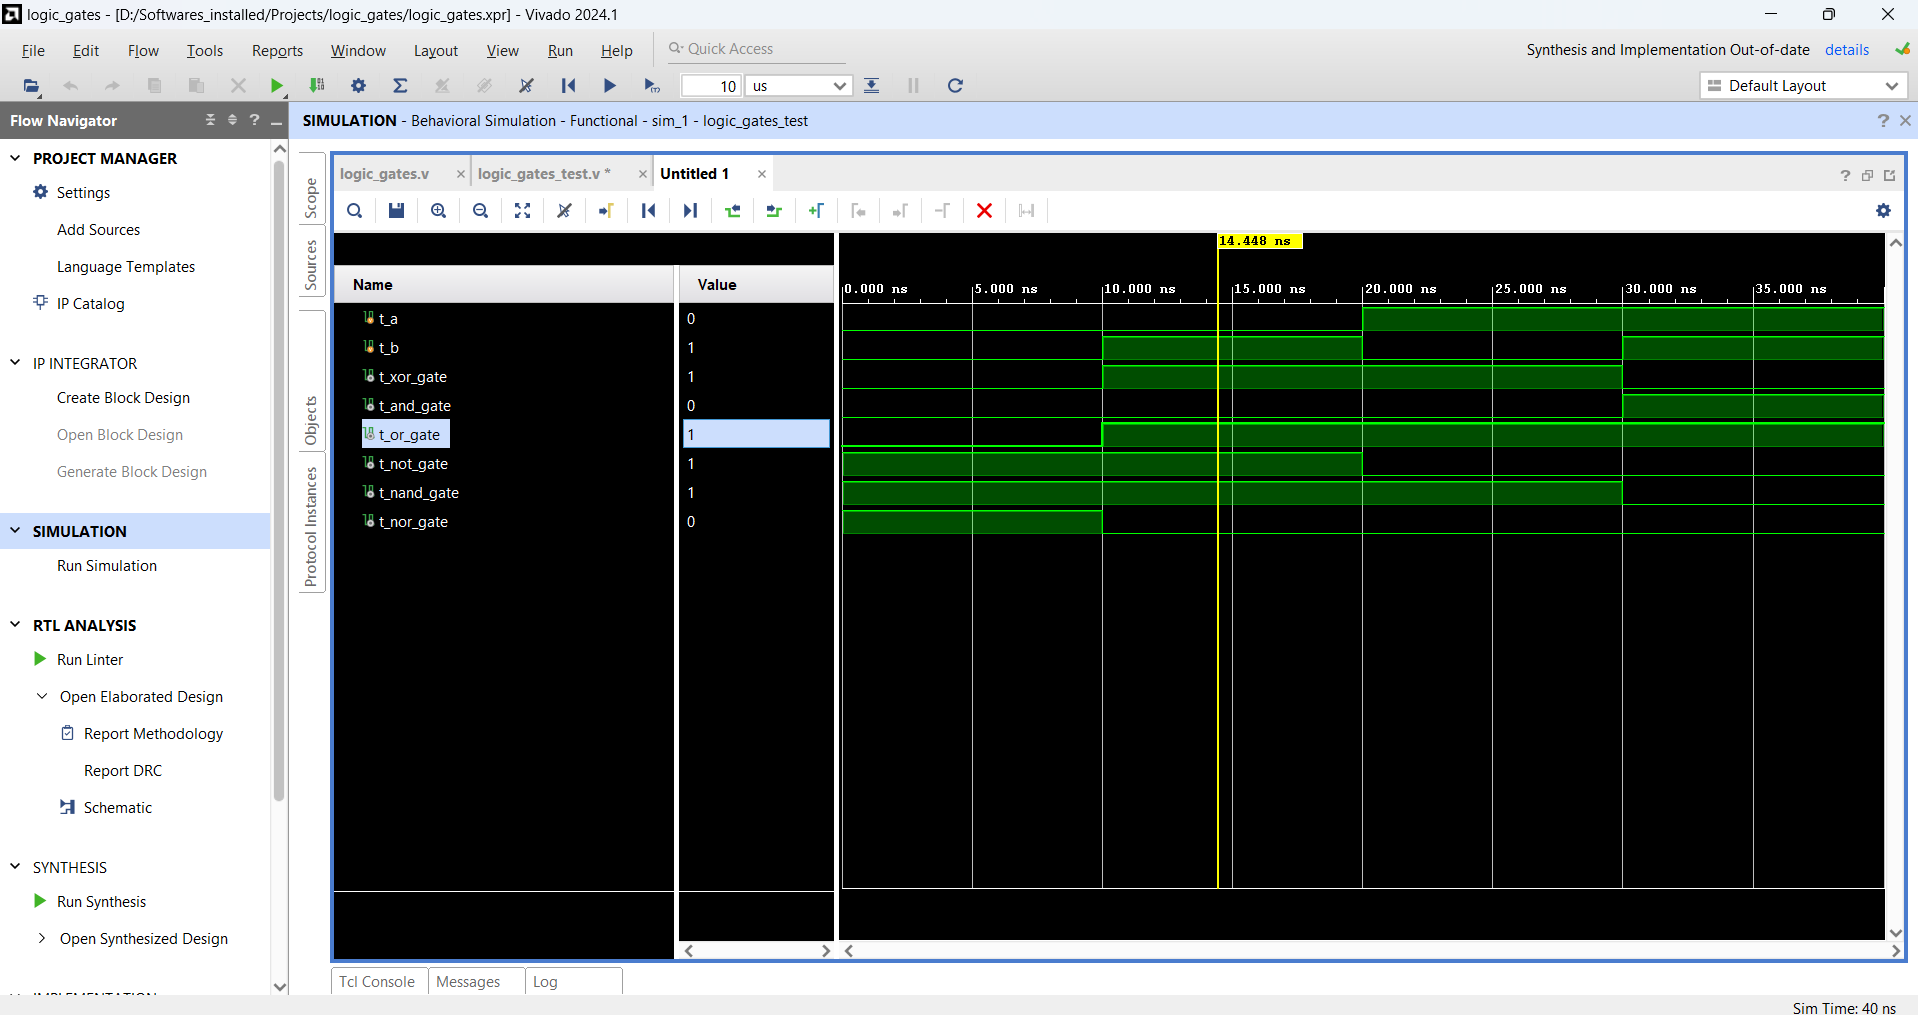 logic_gates - [D:/Softwares_installed/Projects/logic_gates/logic_gates.xpr] - Vivado 2024.1
File Edit Flow Tools Reports Window Layout View Run Help Quick Access
Synthesis and Implementation Out-of-date details
10 us
Default Layout
Flow Navigator
SIMULATION - Behavioral Simulation - Functional - sim_1 - logic_gates_test
PROJECT MANAGER
Settings
Add Sources
Language Templates
IP Catalog
IP INTEGRATOR
Create Block Design
Open Block Design
Generate Block Design
SIMULATION
Run Simulation
RTL ANALYSIS
Run Linter
Open Elaborated Design
Report Methodology
Report DRC
Schematic
SYNTHESIS
Run Synthesis
Open Synthesized Design
Scope
Sources
Objects
Protocol Instances
logic_gates.v logic_gates_test.v * Untitled 1
14.448 ns
Name Value
0.000 ns 5.000 ns 10.000 ns 15.000 ns 20.000 ns 25.000 ns 30.000 ns 35.000 ns
t_a 0
t_b 1
t_xor_gate 1
t_and_gate 0
t_or_gate 1
t_not_gate 1
t_nand_gate 1
t_nor_gate 0
Tcl Console Messages Log
Sim Time: 40 ns